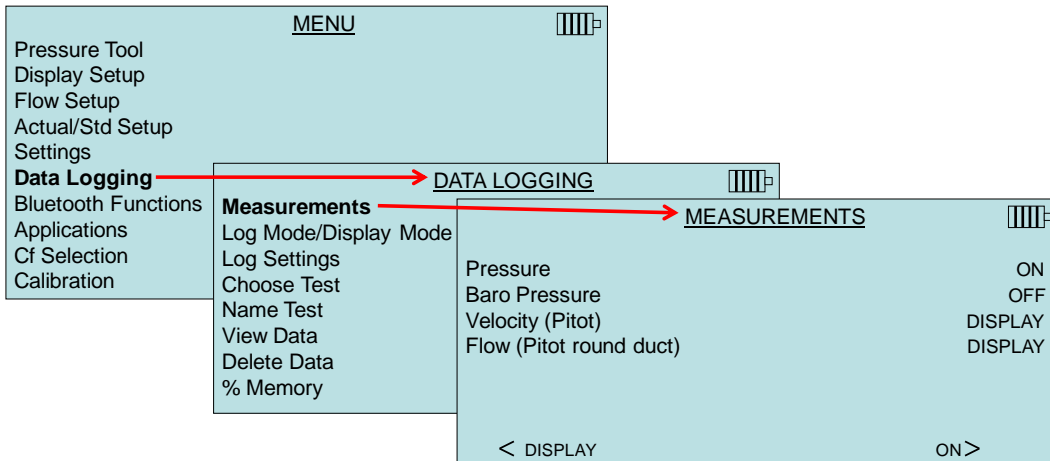 MENU
Pressure Tool
Display Setup
Flow Setup
Actual/Std Setup
Settings
Data Logging
Bluetooth Functions
Applications
Cf Selection
Calibration
DATA LOGGING
Measurements
Log Mode/Display Mode
Log Settings
Choose Test
Name Test
View Data
Delete Data
% Memory
MEASUREMENTS
Pressure ON
Baro Pressure OFF
Velocity (Pitot) DISPLAY
Flow (Pitot round duct) DISPLAY
< DISPLAY ON >